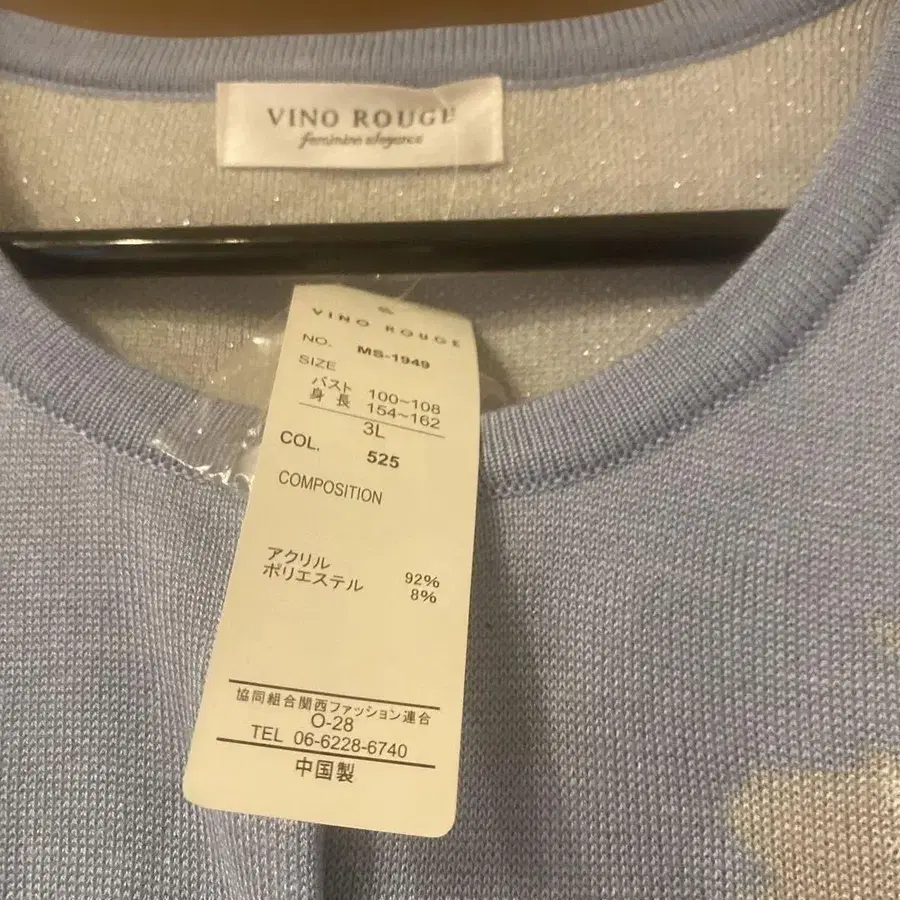 VINO ROUGE
feminine elegance
VINO ROUGE
NO. MS-1949
SIZE
バスト 100~108
身長 154~162
3L
COL. 525
COMPOSITION
アクリル 92%
ポリエステル 8%
協同組合関西ファッション連合
O-28
TEL 06-6228-6740
中国製